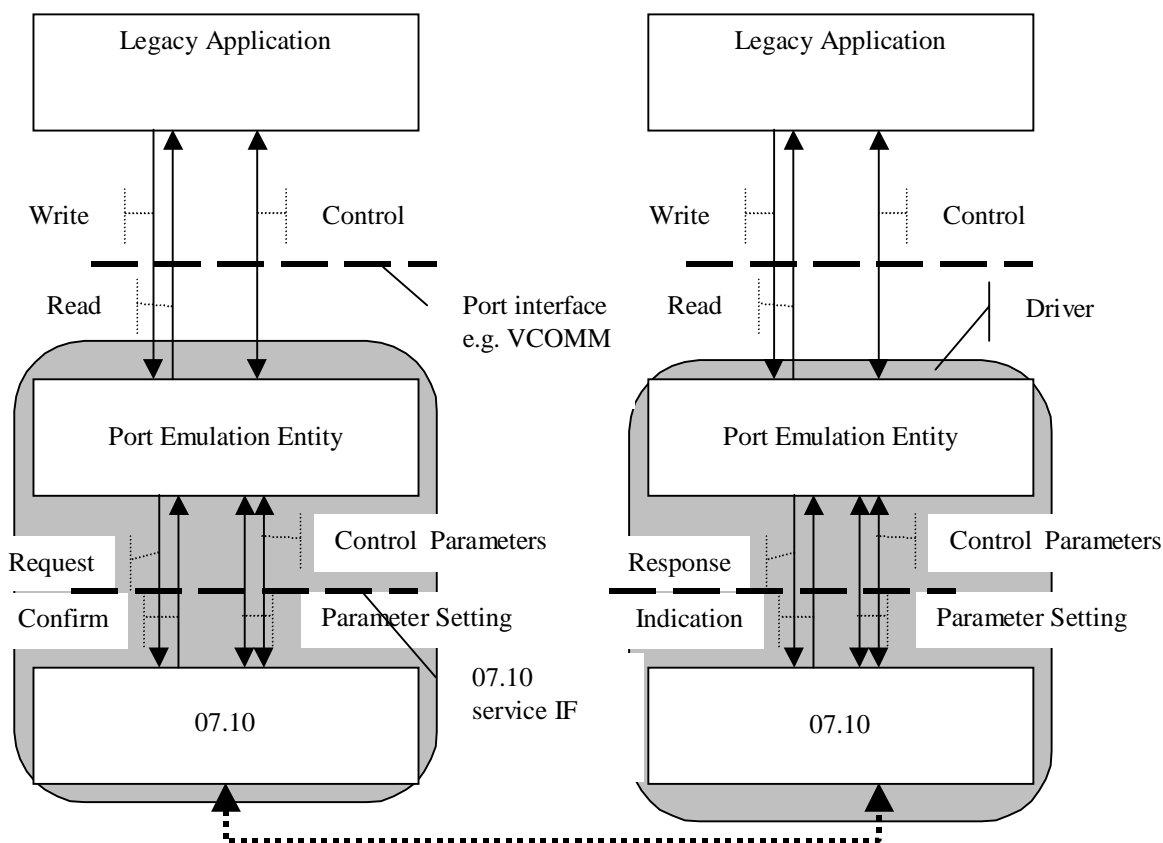 Legacy Application
Legacy Application
Write
Control
Write
Control
Read
Port interface
e.g. VCOMM
Read
Driver
Port Emulation Entity
Port Emulation Entity
Request
Control Parameters
Response
Control Parameters
Confirm
Parameter Setting
Indication
Parameter Setting
07.10
07.10
service IF
07.10